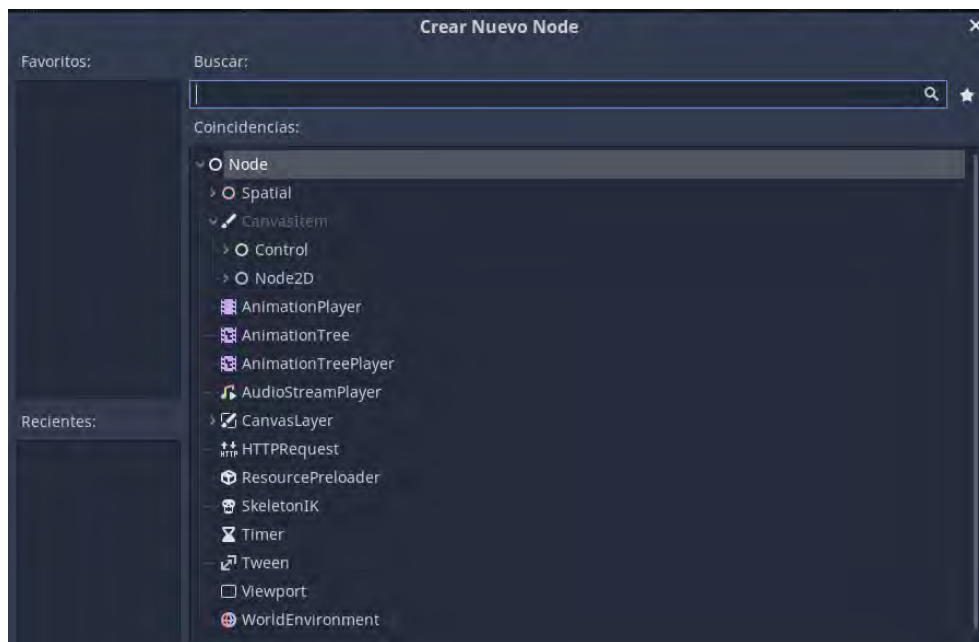 Crear Nuevo Node
Favoritos:
Buscar:
Coincidencias:
Node
Spatial
CanvasItem
Control
Node2D
AnimationPlayer
AnimationTree
AnimationTreePlayer
AudioStreamPlayer
Recientes:
CanvasLayer
HTTP
HTTPRequest
ResourcePreloader
SkeletonIK
Timer
Tween
Viewport
WorldEnvironment